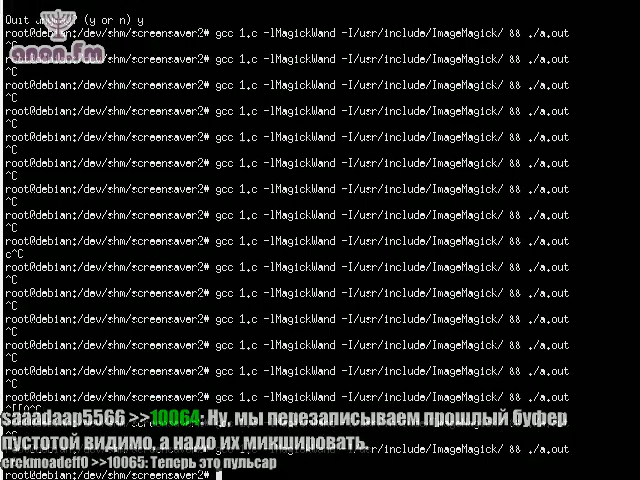 Quit anyway? (y or n) y
root@debian:/dev/shm/screensaver2# gcc 1.c -lMagickWand -I/usr/include/ImageMagick/ && ./a.out
anon.fm
^C
root@debian:/dev/shm/screensaver2# gcc 1.c -lMagickWand -I/usr/include/ImageMagick/ && ./a.out
^C
root@debian:/dev/shm/screensaver2# gcc 1.c -lMagickWand -I/usr/include/ImageMagick/ && ./a.out
^C
root@debian:/dev/shm/screensaver2# gcc 1.c -lMagickWand -I/usr/include/ImageMagick/ && ./a.out
^C
root@debian:/dev/shm/screensaver2# gcc 1.c -lMagickWand -I/usr/include/ImageMagick/ && ./a.out
^C
root@debian:/dev/shm/screensaver2# gcc 1.c -lMagickWand -I/usr/include/ImageMagick/ && ./a.out
^C
root@debian:/dev/shm/screensaver2# gcc 1.c -lMagickWand -I/usr/include/ImageMagick/ && ./a.out
^C
root@debian:/dev/shm/screensaver2# gcc 1.c -lMagickWand -I/usr/include/ImageMagick/ && ./a.out
^C
root@debian:/dev/shm/screensaver2# gcc 1.c -lMagickWand -I/usr/include/ImageMagick/ && ./a.out
c^C
root@debian:/dev/shm/screensaver2# gcc 1.c -lMagickWand -I/usr/include/ImageMagick/ && ./a.out
^C
root@debian:/dev/shm/screensaver2# gcc 1.c -lMagickWand -I/usr/include/ImageMagick/ && ./a.out
^C
root@debian:/dev/shm/screensaver2# gcc 1.c -lMagickWand -I/usr/include/ImageMagick/ && ./a.out
^C
root@debian:/dev/shm/screensaver2# gcc 1.c -lMagickWand -I/usr/include/ImageMagick/ && ./a.out
^C
root@debian:/dev/shm/screensaver2# gcc 1.c -lMagickWand -I/usr/include/ImageMagick/ && ./a.out
^C
root@debian:/dev/shm/screensaver2# gcc 1.c -lMagickWand -I/usr/include/ImageMagick/ && ./a.out
^[[^C
saaadaap5566 >>10064: Ну, мы перезаписываем прошлый буфер
пустотой видимо, а надо их микшировать.
crckmoadeff0 >>10065: Теперь это пульсар
root@debian:/dev/shm/screensaver2#